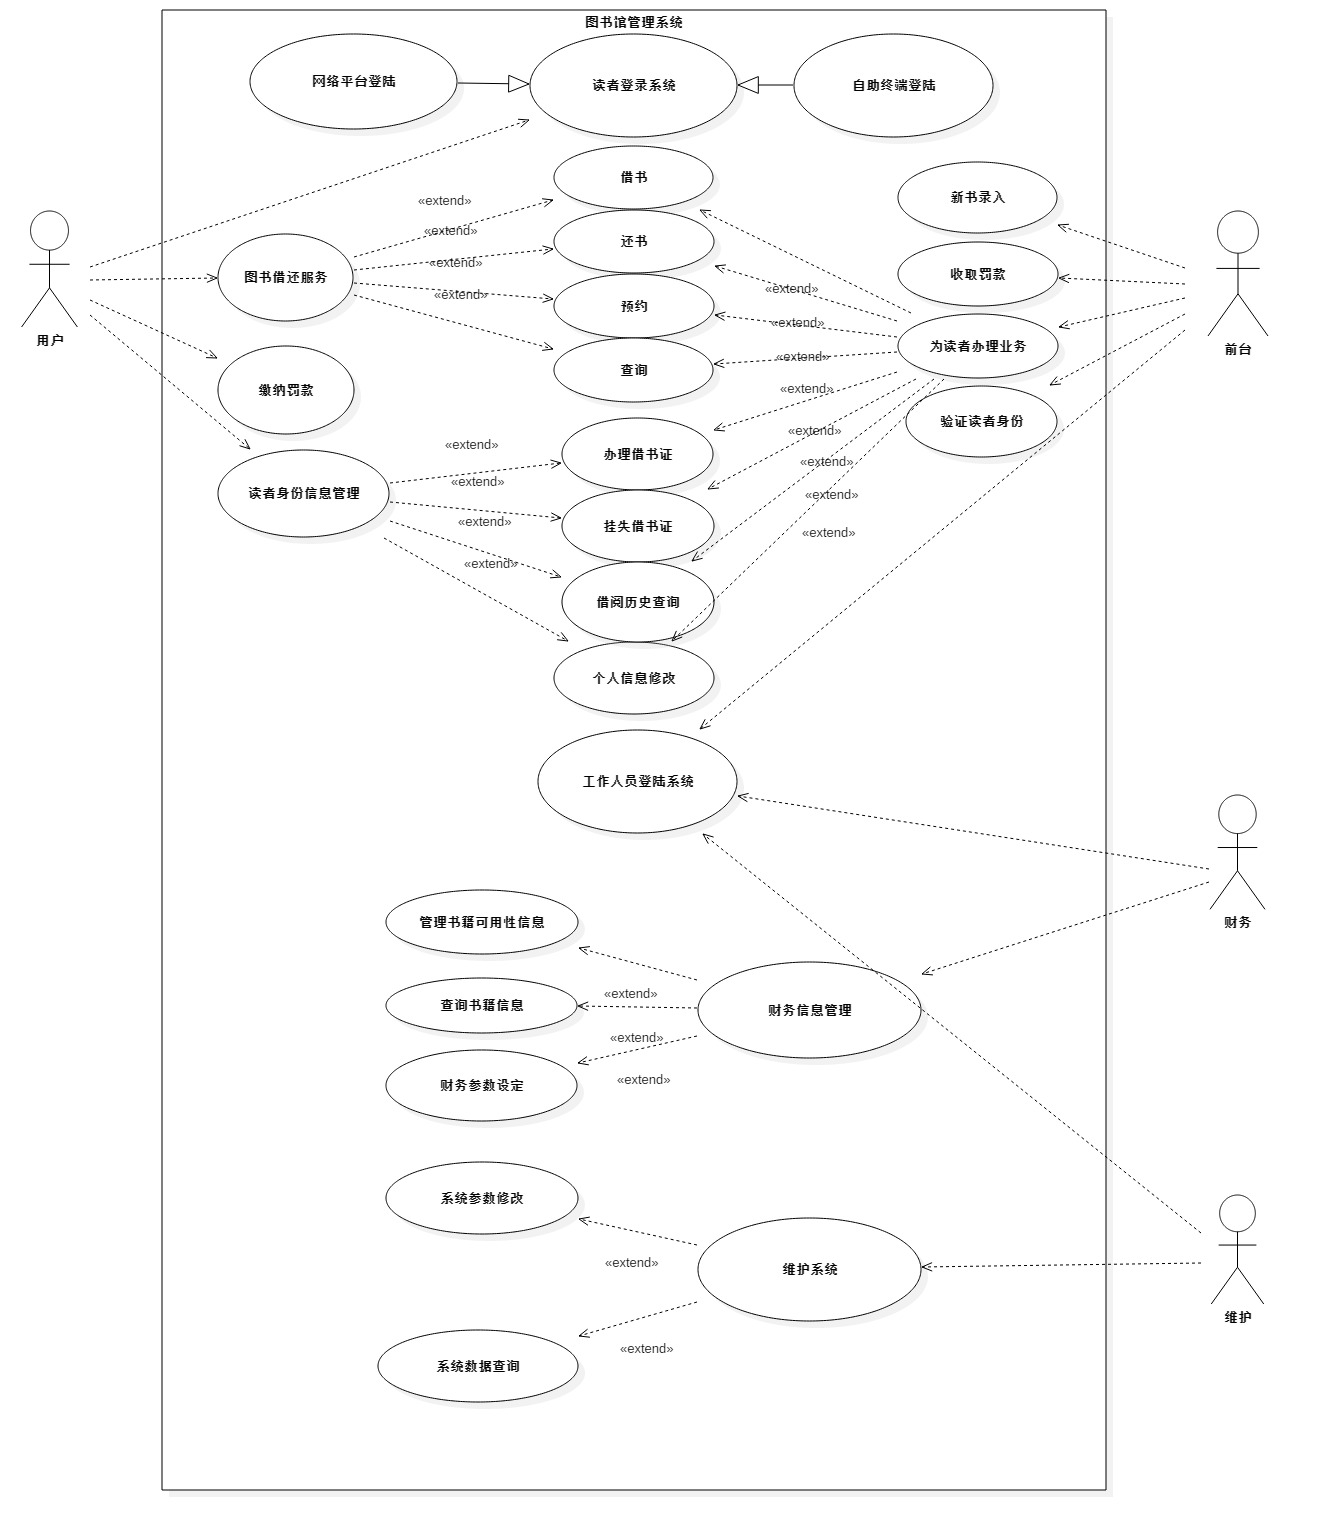 图书馆管理系统
网络平台登陆
读者登录系统
自助终端登陆
借书
新书录入
«extend»
«extend»
还书
图书借还服务
«extend»
收取罚款
«extend»
«extend»
预约
«extend»
为读者办理业务
用户
前台
«extend»
查询
缴纳罚款
«extend»
验证读者身份
«extend»
«extend»
办理借书证
«extend»
«extend»
读者身份信息管理
«extend»
«extend»
挂失借书证
«extend»
«extend»
借阅历史查询
个人信息修改
工作人员登陆系统
管理书籍可用性信息
财务
«extend»
查询书籍信息
财务信息管理
«extend»
«extend»
财务参数设定
系统参数修改
«extend»
维护系统
维护
«extend»
系统数据查询